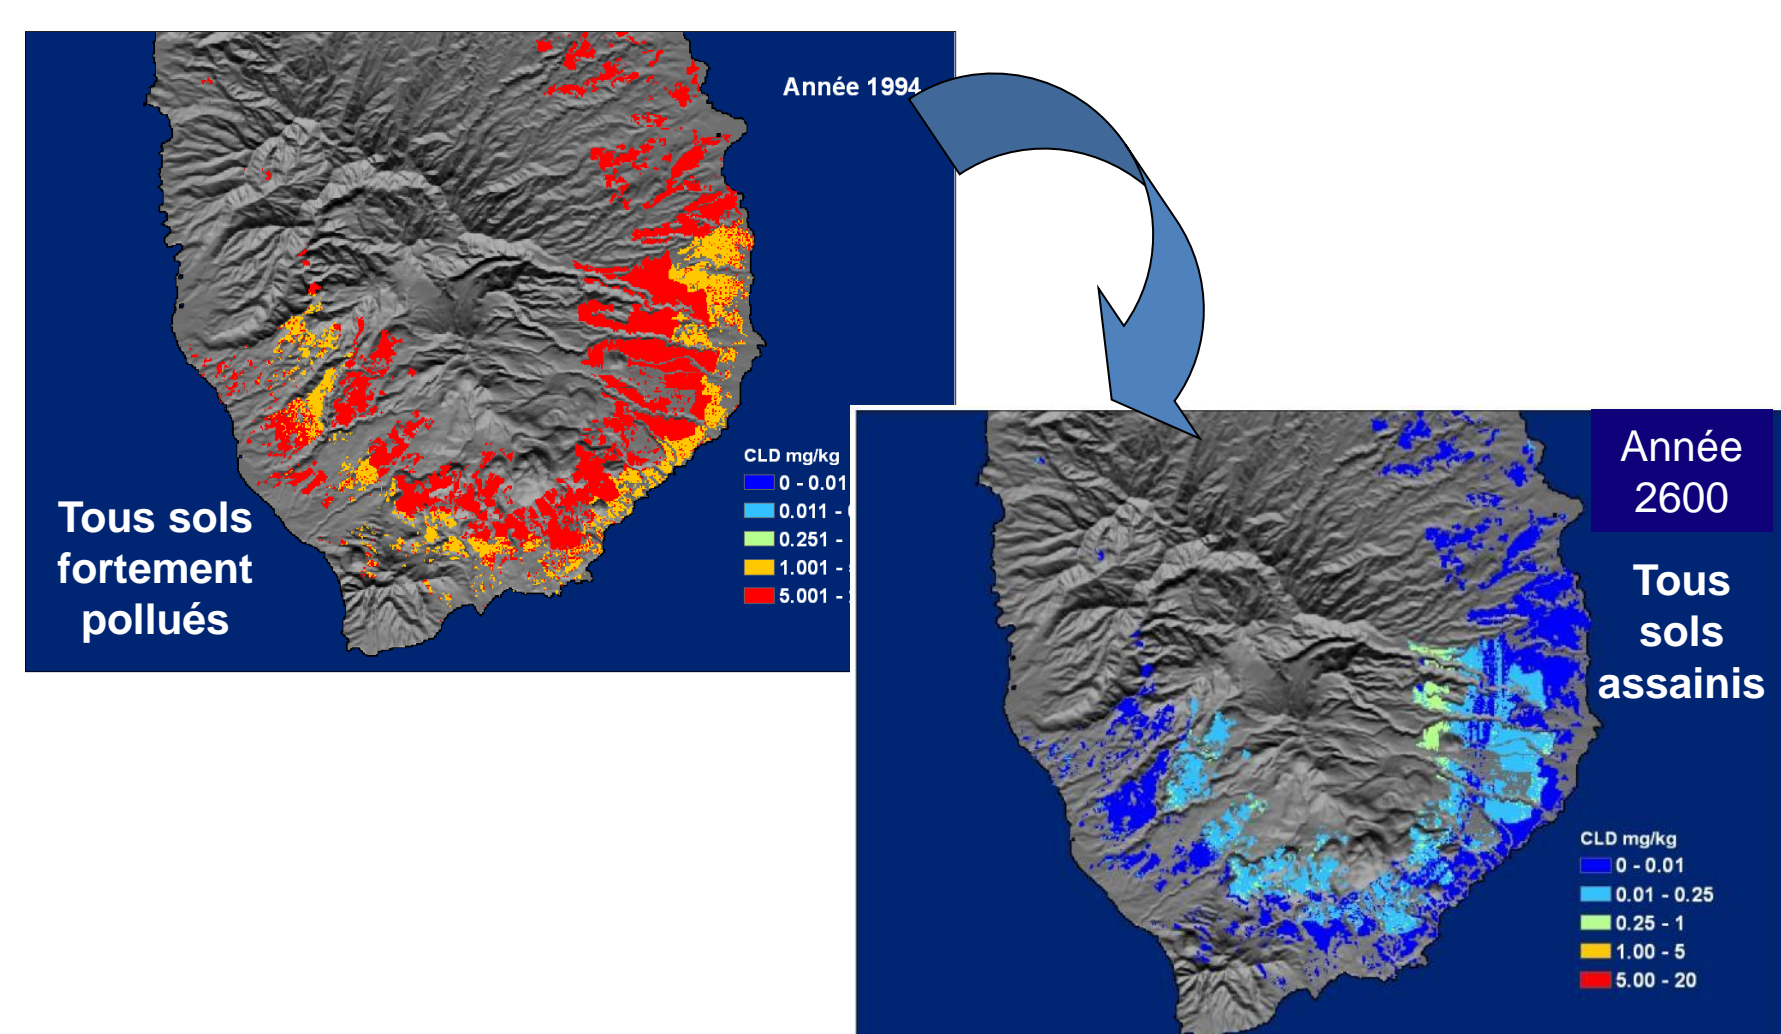 Année 1994
CLD mg/kg
0 - 0.01
0.011 -
0.251 -
1.001 -
5.001 -
Tous sols
fortement
pollués
Année
2600
Tous
sols
assainis
CLD mg/kg
0 - 0.01
0.01 - 0.25
0.25 - 1
1.00 - 5
5.00 - 20